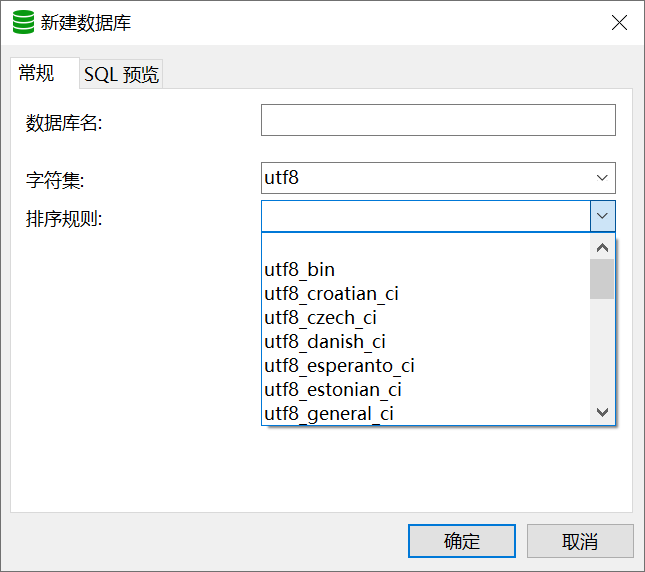 新建数据库
常规
SQL 预览
数据库名:
字符集:
utf8
排序规则:
utf8_bin
utf8_croatian_ci
utf8_czech_ci
utf8_danish_ci
utf8_esperanto_ci
utf8_estonian_ci
utf8_general_ci
确定
取消